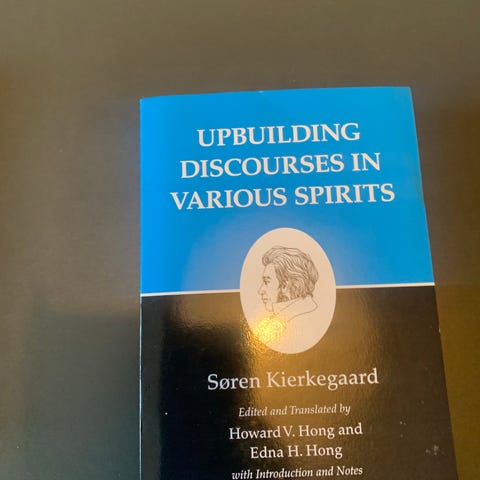 UPBUILDING
DISCOURSES IN
VARIOUS SPIRITS
Søren Kierkegaard
Edited and Translated by
Howard V. Hong and
Edna H. Hong
with Introduction and Notes